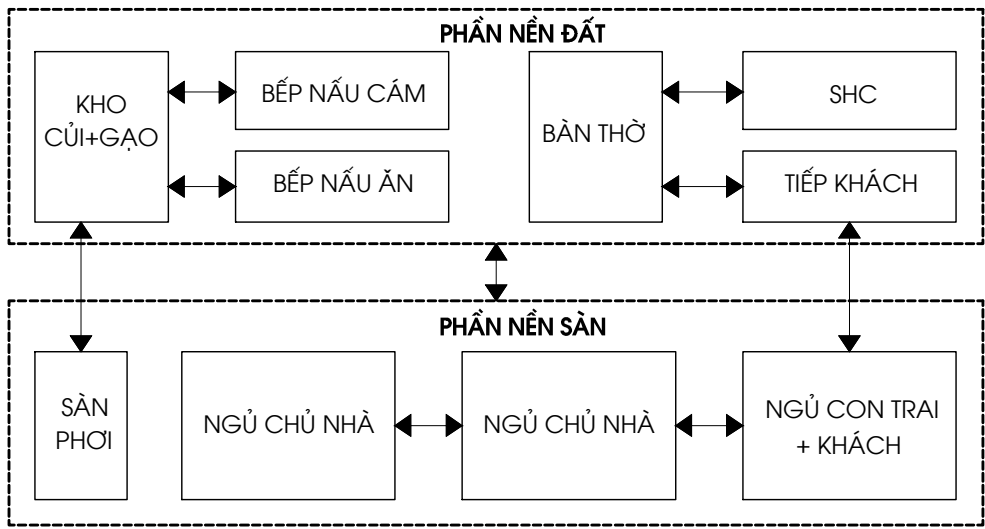 PHẦN NỀN ĐẤT
KHO
CỦI+GẠO
BẾP NẤU CÁM
BẾP NẤU ĂN
BÀN THỜ
SHC
TIẾP KHÁCH
PHẦN NỀN SÀN
SÀN
PHƠI
NGỦ CHỦ NHÀ
NGỦ CHỦ NHÀ
NGỦ CON TRAI
+ KHÁCH